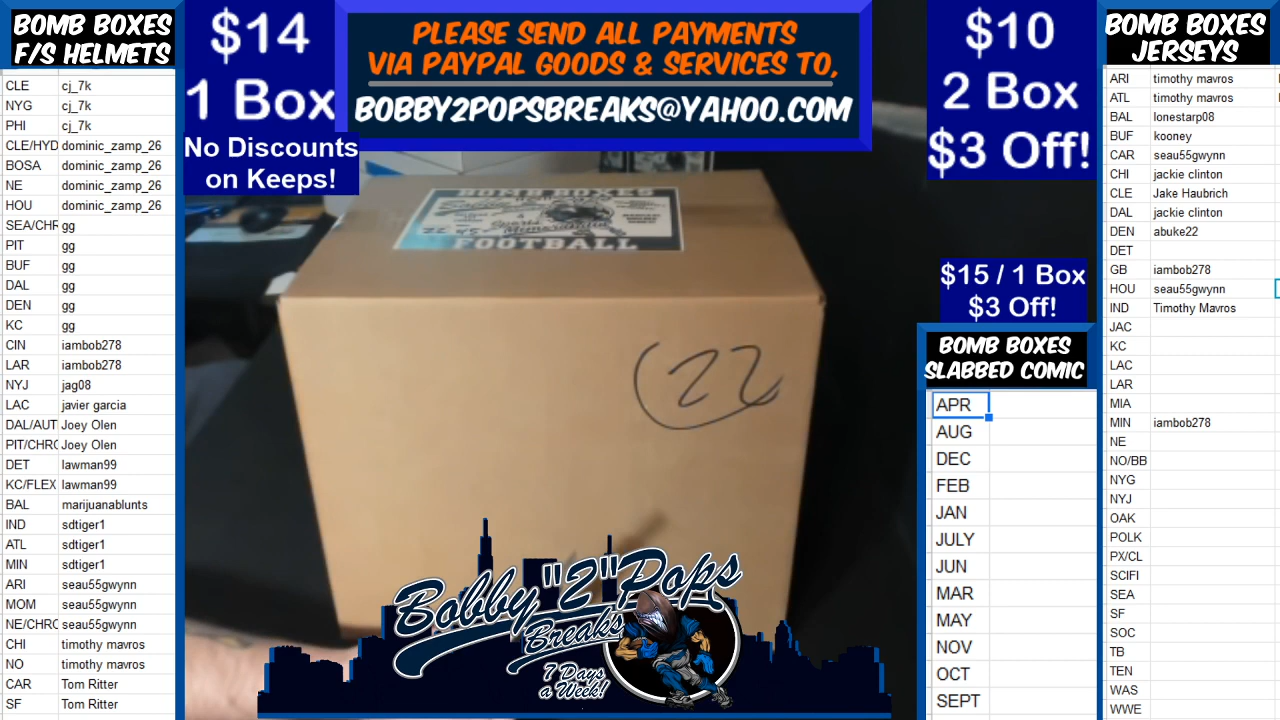 BOMB BOXES
F/S HELMETS
CLE cj_7k
NYG cj_7k
PHI cj_7k
CLE/HYD dominic_zamp_26
BOSA dominic_zamp_26
NE dominic_zamp_26
HOU dominic_zamp_26
SEA/CHR gg
PIT gg
BUF gg
DAL gg
DEN gg
KC gg
CIN iambob278
LAR iambob278
NYJ jag08
LAC javier garcia
DAL/AUT Joey Olen
PIT/CHRO Joey Olen
DET lawman99
KC/FLEX lawman99
BAL marijuanablunts
IND sdtiger1
ATL sdtiger1
MIN sdtiger1
ARI seau55gwynn
MOM seau55gwynn
NE/CHRO seau55gwynn
CHI timothy mavros
NO timothy mavros
CAR Tom Ritter
SF Tom Ritter
$14
1 Box
No Discounts
on Keeps!
PLEASE SEND ALL PAYMENTS
VIA PAYPAL GOODS & SERVICES TO,
BOBBY2POPSBREAKS@YAHOO.COM
BOMB BOXES
Sports
Memorabilia
FOOTBALL
22
Bobby "2" Pops
Breaks
7 Days
a Week!
$10
2 Box
$3 Off!
$15 / 1 Box
$3 Off!
BOMB BOXES
SLABBED COMIC
APR
AUG
DEC
FEB
JAN
JULY
JUN
MAR
MAY
NOV
OCT
SEPT
BOMB BOXES
JERSEYS
ARI timothy mavros
ATL timothy mavros
BAL lonestarp08
BUF kooney
CAR seau55gwynn
CHI jackie clinton
CLE Jake Haubrich
DAL jackie clinton
DEN abuke22
DET
GB iambob278
HOU seau55gwynn
IND Timothy Mavros
JAC
KC
LAC
LAR
MIA
MIN iambob278
NE
NO/BB
NYG
NYJ
OAK
POLK
PX/CL
SCIFI
SEA
SF
SOC
TB
TEN
WAS
WWE